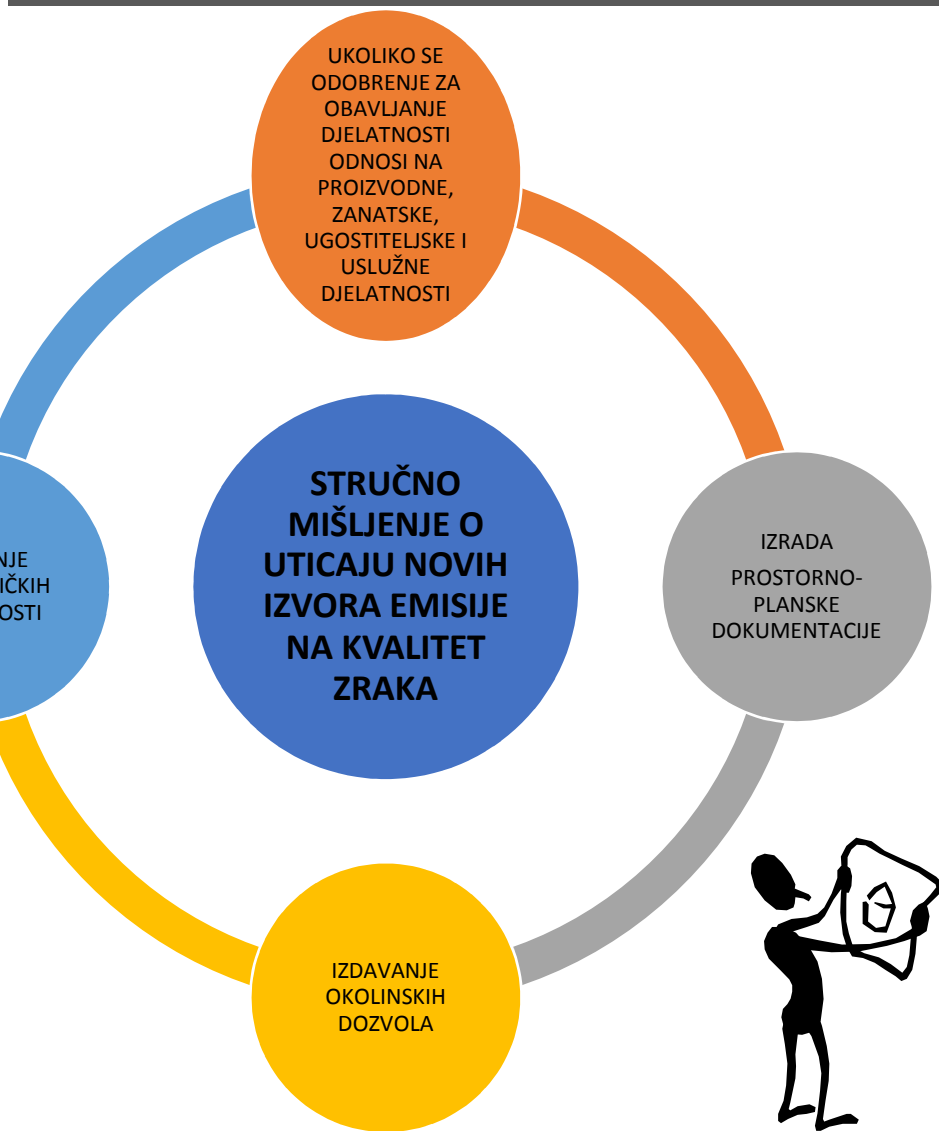 UKOLIKO SE
ODOBRENJE ZA
OBAVLJANJE
DJELATNOSTI
ODNOSI NA
PROIZVODNE,
ZANATSKE,
UGOSTITELJSKE I
USLUŽNE
DJELATNOSTI
STRUČNO
MIŠLJENJE O
UTICAJU NOVIH
IZVORA EMISIJE
NA KVALITET
ZRAKA
IZRADA
PROSTORNO-
PLANSKE
DOKUMENTACIJE
IZDAVANJE
OKOLINSKIH
DOZVOLA